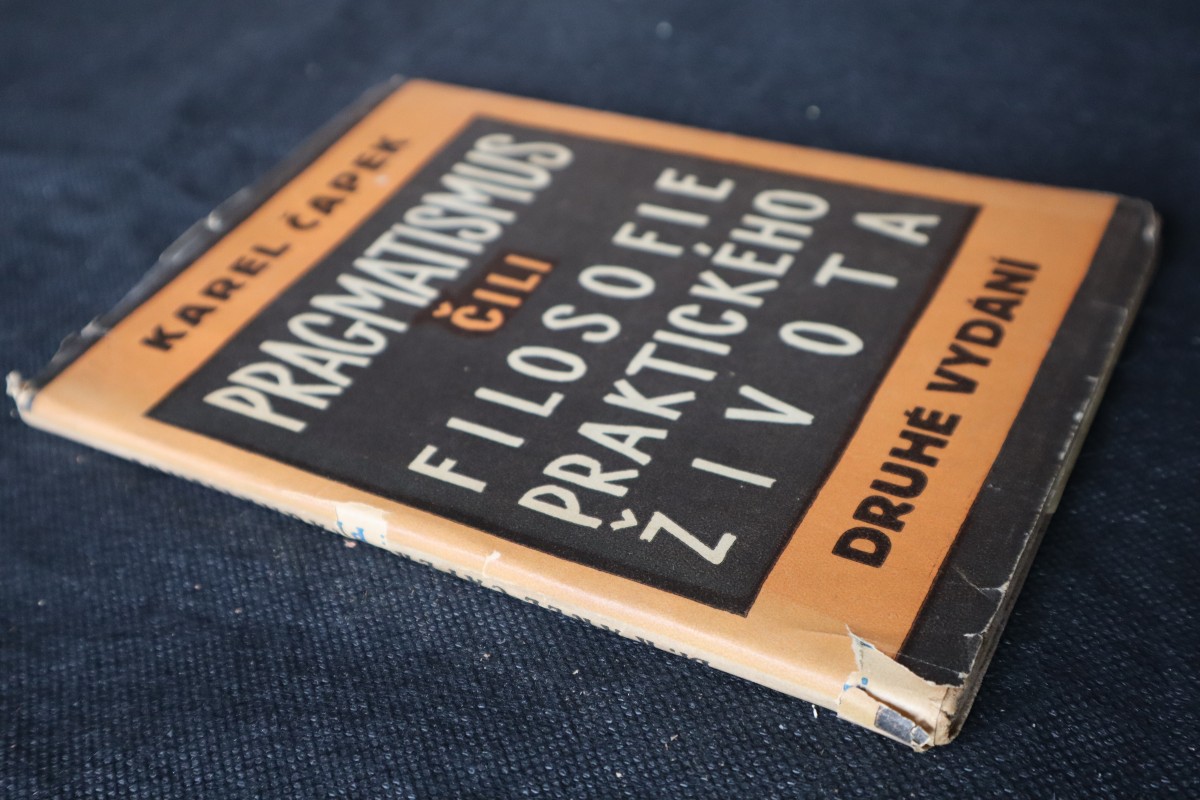 KAREL ČAPEK
PRAGMATISMUS
ČILI
FILOSOFIE
PRAKTICKÉHO
ŽIVOTA
DRUHÉ VYDÁNÍ